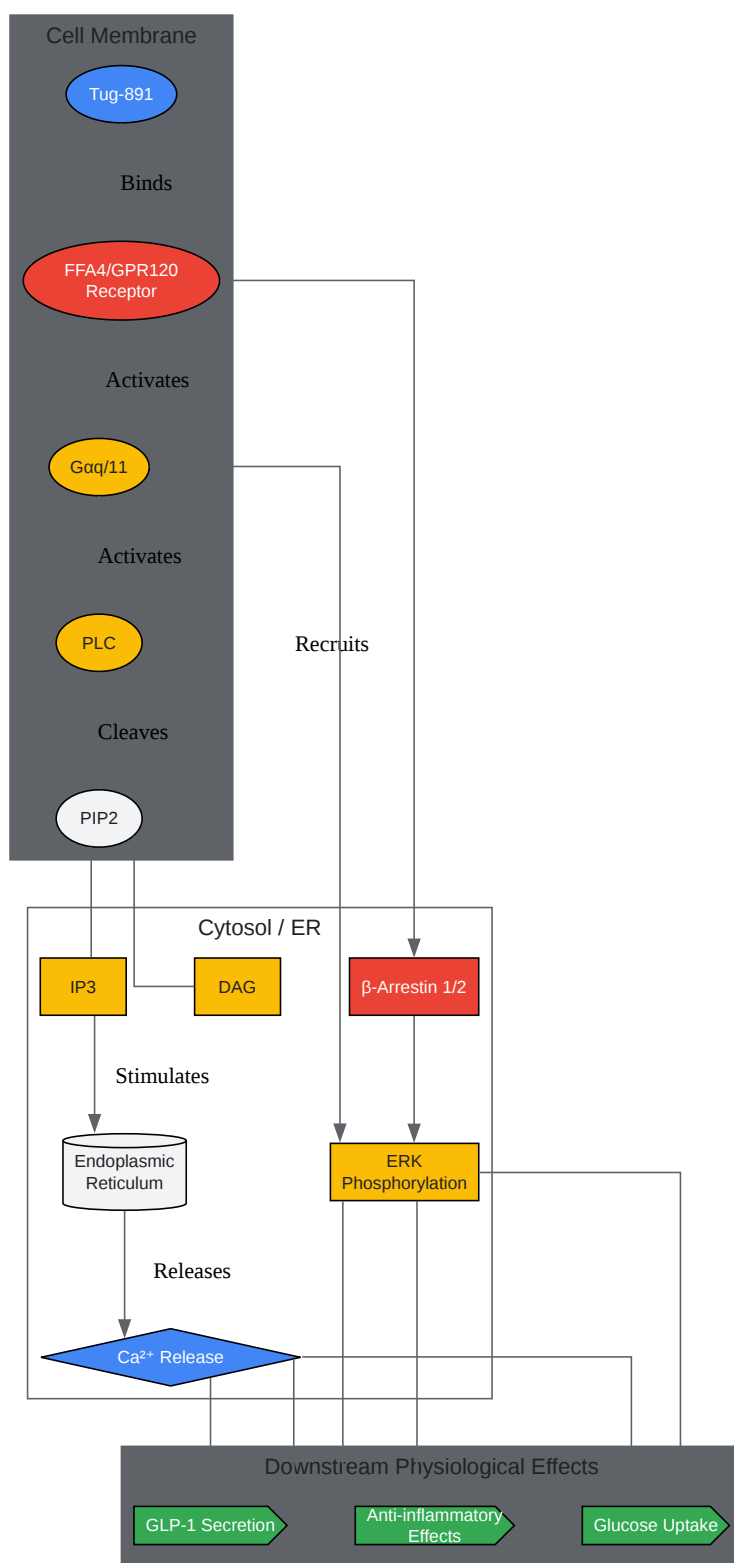 Cell Membrane
Tug-891
Binds
FFA4/GPR120
Receptor
Activates
Gαq/11
Activates
PLC
Recruits
Cleaves
PIP2
Cytosol / ER
IP3
DAG
β-Arrestin 1/2
Stimulates
Endoplasmic
Reticulum
ERK
Phosphorylation
Releases
Ca²⁺ Release
Downstream Physiological Effects
GLP-1 Secretion
Anti-inflammatory
Effects
Glucose Uptake